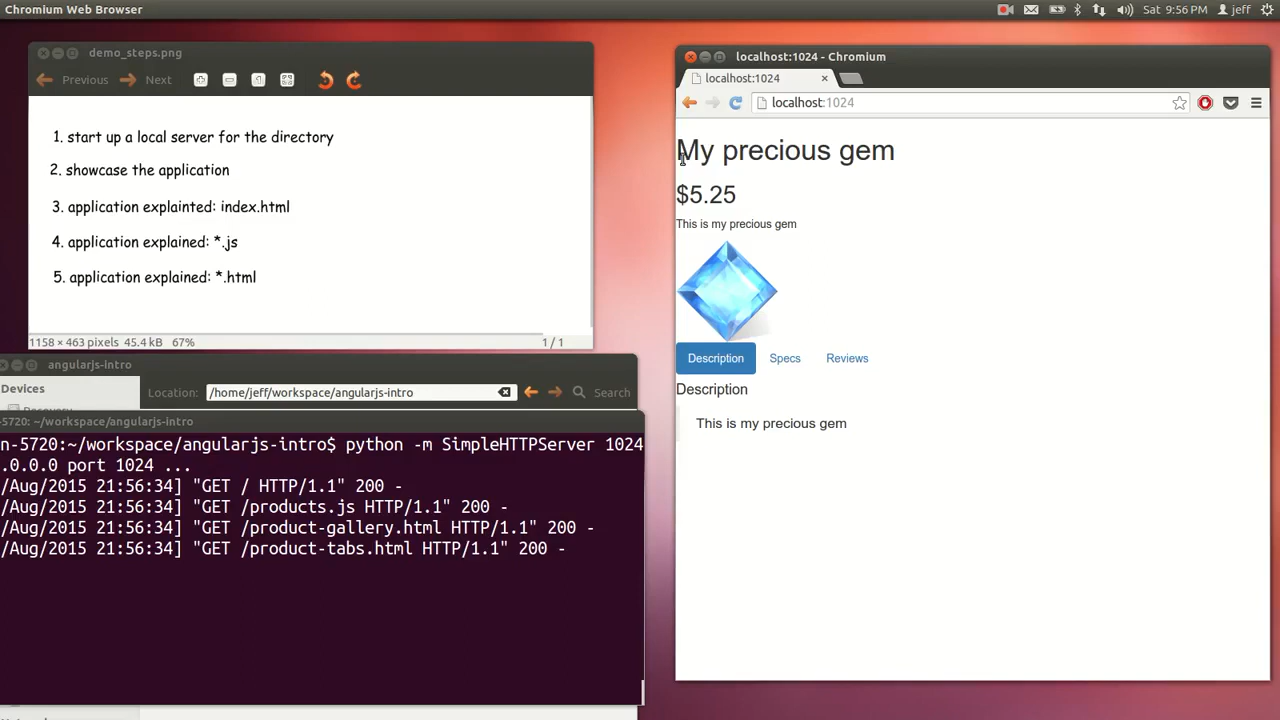 Chromium Web Browser
Sat 9:56 PM jeff
demo_steps.png
Previous Next
1. start up a local server for the directory
2. showcase the application
3. application explainted: index.html
4. application explained: *.js
5. application explained: *.html
1158 × 463 pixels 45.4 kB 67% 1 / 1
angularjs-intro
Devices
Location: /home/jeff/workspace/angularjs-intro Search
-5720: ~/workspace/angularjs-intro
n-5720:~/workspace/angularjs-intro$ python -m SimpleHTTPServer 1024
.0.0.0 port 1024 ...
/Aug/2015 21:56:34] "GET / HTTP/1.1" 200 -
/Aug/2015 21:56:34] "GET /products.js HTTP/1.1" 200 -
/Aug/2015 21:56:34] "GET /product-gallery.html HTTP/1.1" 200 -
/Aug/2015 21:56:34] "GET /product-tabs.html HTTP/1.1" 200 -
localhost:1024 - Chromium
localhost:1024
localhost:1024
My precious gem
$5.25
This is my precious gem
Description Specs Reviews
Description
This is my precious gem